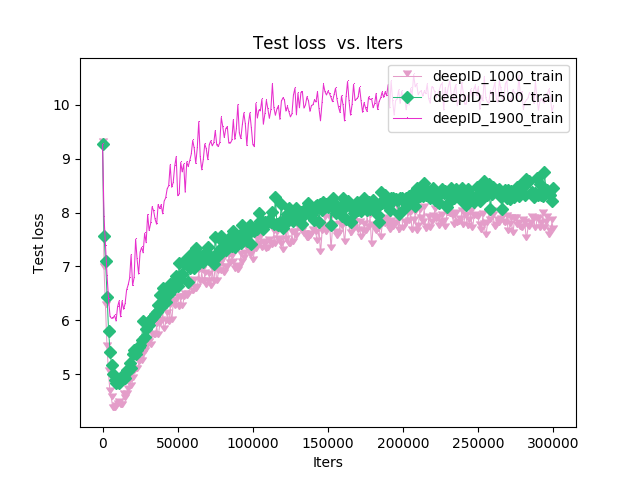 Test loss  vs. Iters
deepID_1000_train
deepID_1500_train
deepID_1900_train
Test loss
10
9
8
7
6
5
0 50000 100000 150000 200000 250000 300000
Iters